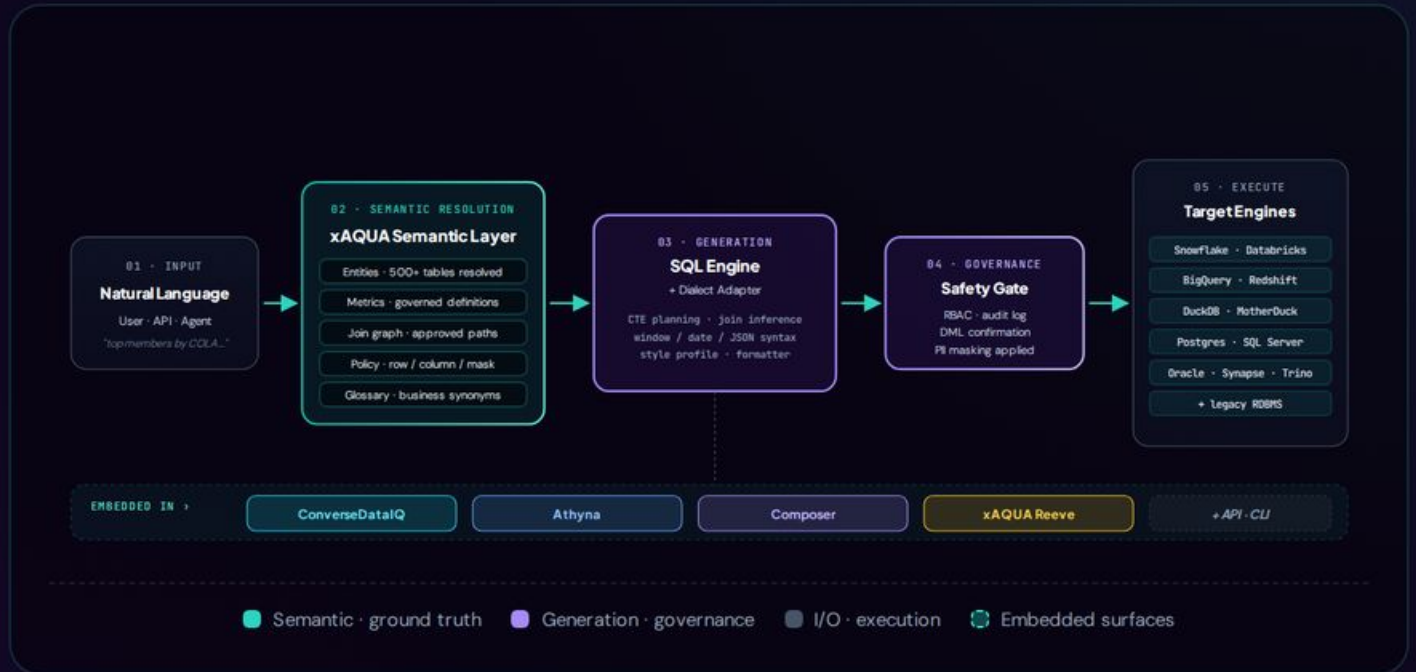 01 · INPUT
Natural Language
User · API · Agent
"top members by COLA..."
02 · SEMANTIC RESOLUTION
xAQUA Semantic Layer
Entities · 500+ tables resolved
Metrics · governed definitions
Join graph · approved paths
Policy · row / column / mask
Glossary · business synonyms
03 · GENERATION
SQL Engine
+ Dialect Adapter
CTE planning · join inference
window / date / JSON syntax
style profile · formatter
04 · GOVERNANCE
Safety Gate
RBAC · audit log
DML confirmation
PII masking applied
05 · EXECUTE
Target Engines
Snowflake · Databricks
BigQuery · Redshift
DuckDB · MotherDuck
Postgres · SQL Server
Oracle · Synapse · Trino
+ legacy RDBMS
EMBEDDED IN ›
ConverseDataIQ
Athyna
Composer
xAQUA Reeve
+ API · CLI
Semantic · ground truth
Generation · governance
I/O · execution
Embedded surfaces